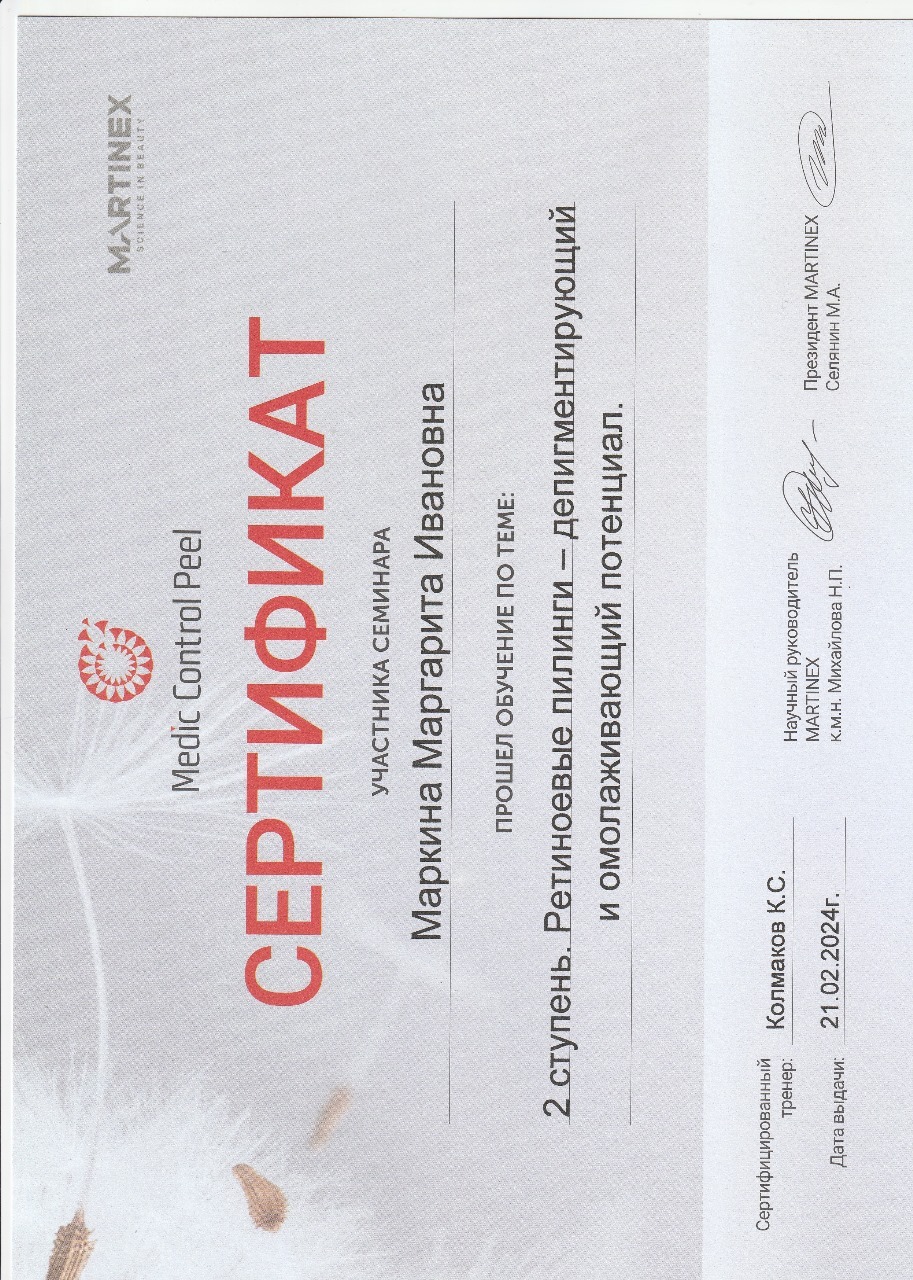 MARTINEX
SCIENCE IN BEAUTY
Medic Control Peel
СЕРТИФИКАТ
УЧАСТНИКА СЕМИНАРА
Маркина Маргарита Ивановна
ПРОШЕЛ ОБУЧЕНИЕ ПО ТЕМЕ:
2 ступень. Ретиноевые пилинги – депигментирующий
и омолаживающий потенциал.
Сертифицированный
тренер:
Колмаков К.С.
Дата выдачи:
21.02.2024г.
Научный руководитель
MARTINEX
к.м.н. Михайлова Н.П.
Президент MARTINEX
Селянин М.А.